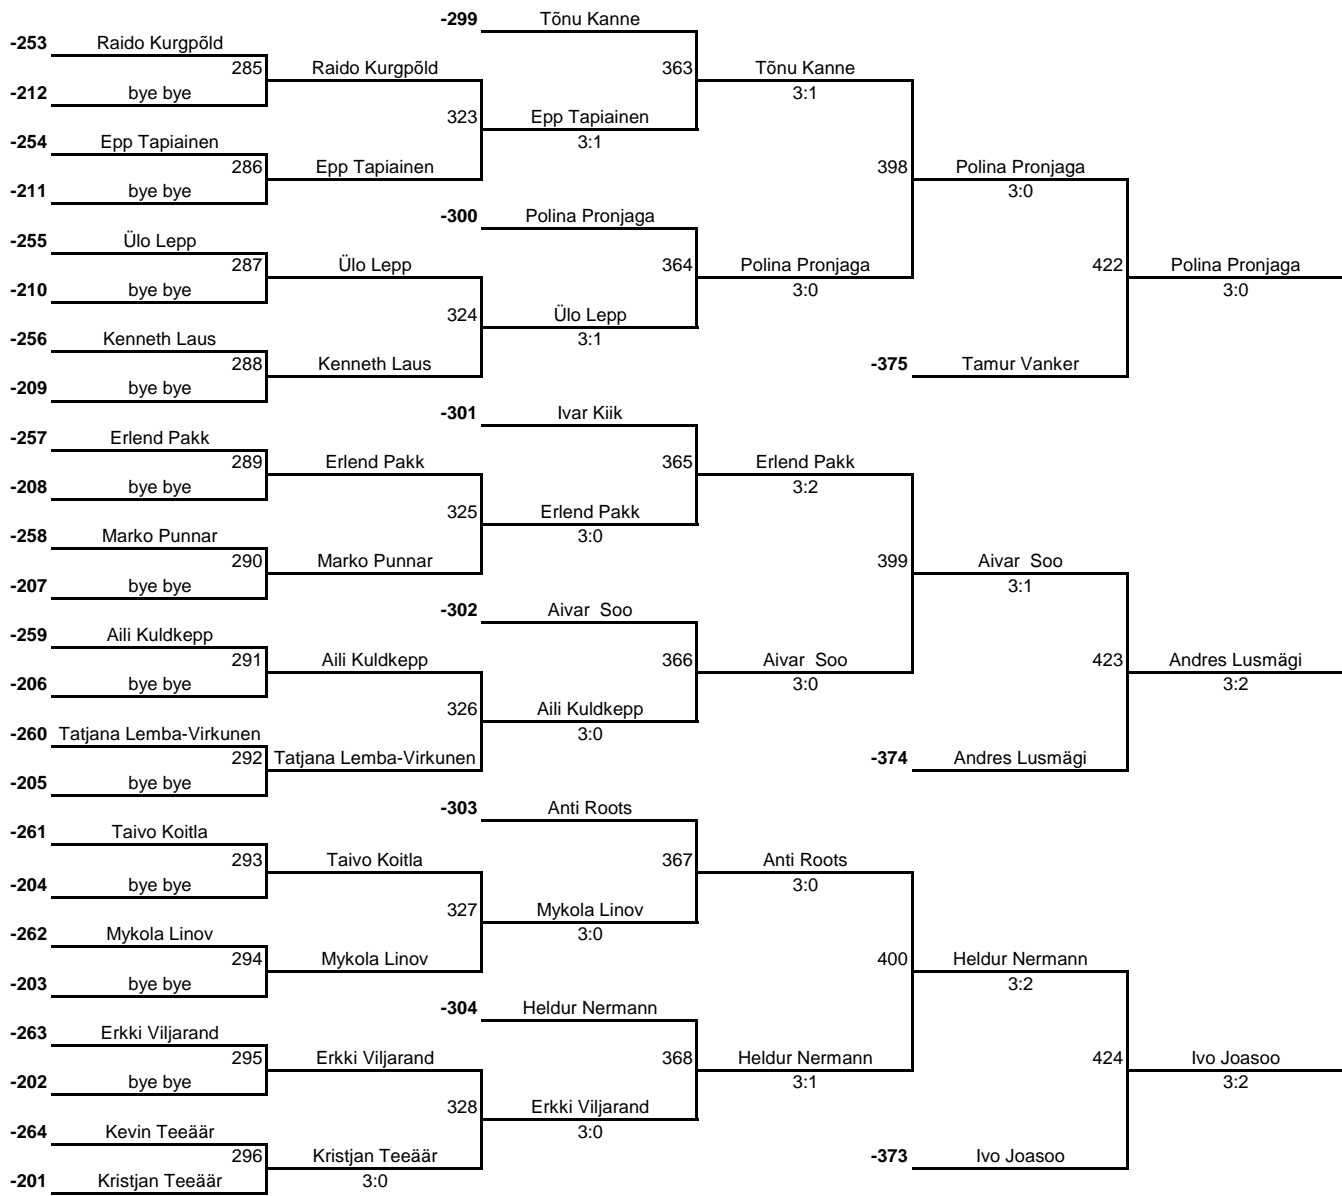 -299 Tõnu Kanne
-253 Raido Kurgpõld
285 Raido Kurgpõld 363 Tõnu Kanne
-212 bye bye 3:1
323 Epp Tapiainen
-254 Epp Tapiainen 3:1
286 Epp Tapiainen 398 Polina Pronjaga
-211 bye bye 3:0
-300 Polina Pronjaga
-255 Ülo Lepp
287 Ülo Lepp 364 Polina Pronjaga 422 Polina Pronjaga
-210 bye bye 3:0 3:0
324 Ülo Lepp
-256 Kenneth Laus 3:1
288 Kenneth Laus -375 Tamur Vanker
-209 bye bye
-301 Ivar Kiik
-257 Erlend Pakk
289 Erlend Pakk 365 Erlend Pakk
-208 bye bye 3:2
325 Erlend Pakk
-258 Marko Punnar 3:0
290 Marko Punnar 399 Aivar  Soo
-207 bye bye 3:1
-302 Aivar  Soo
-259 Aili Kuldkepp
291 Aili Kuldkepp 366 Aivar  Soo 423 Andres Lusmägi
-206 bye bye 3:0 3:2
326 Aili Kuldkepp
-260 Tatjana Lemba-Virkunen 3:0
292 Tatjana Lemba-Virkunen -374 Andres Lusmägi
-205 bye bye
-303 Anti Roots
-261 Taivo Koitla
293 Taivo Koitla 367 Anti Roots
-204 bye bye 3:0
327 Mykola Linov
-262 Mykola Linov 3:0
294 Mykola Linov 400 Heldur Nermann
-203 bye bye 3:2
-304 Heldur Nermann
-263 Erkki Viljarand
295 Erkki Viljarand 368 Heldur Nermann 424 Ivo Joasoo
-202 bye bye 3:1 3:2
328 Erkki Viljarand
-264 Kevin Teeäär 3:0
296 Kristjan Teeäär -373 Ivo Joasoo
-201 Kristjan Teeäär 3:0